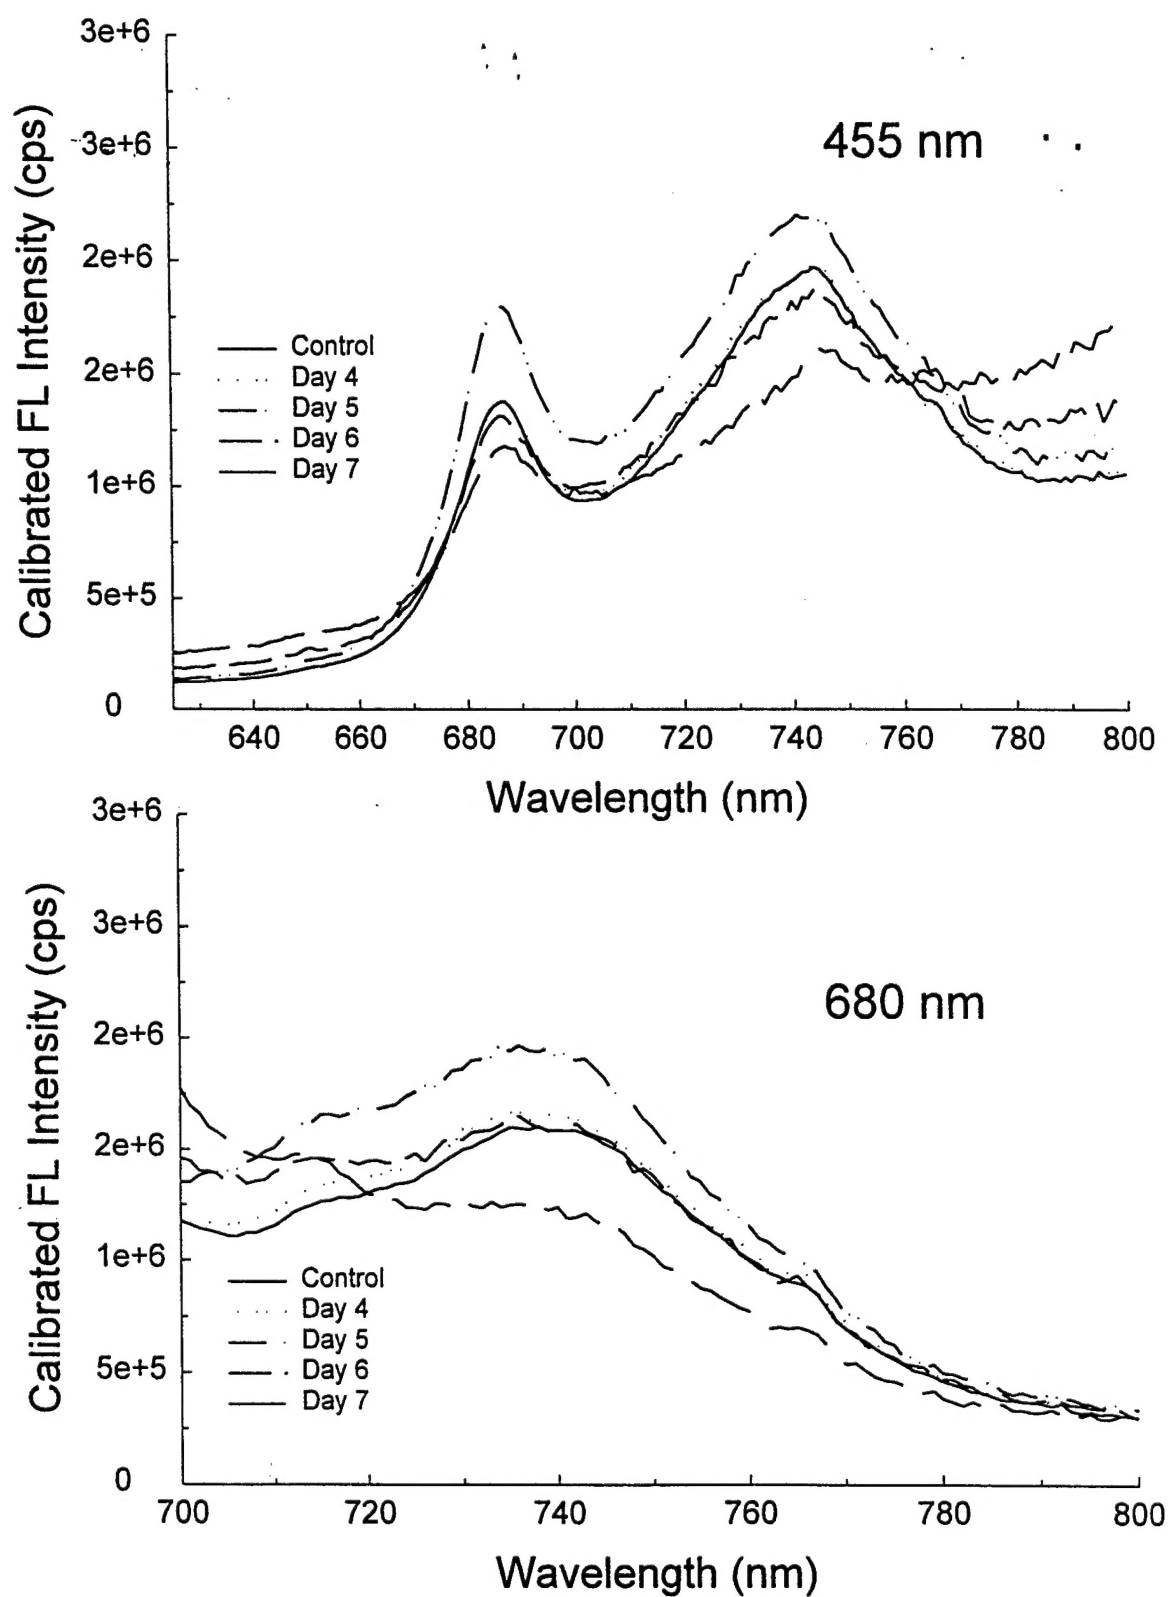 3e+6
3e+6
2e+6
2e+6
1e+6
5e+5
0
Calibrated FL Intensity (cps)
455 nm
Control
Day 4
Day 5
Day 6
Day 7
640 660 680 700 720 740 760 780 800
Wavelength (nm)
3e+6
3e+6
2e+6
2e+6
1e+6
5e+5
0
Calibrated FL Intensity (cps)
680 nm
Control
Day 4
Day 5
Day 6
Day 7
700 720 740 760 780 800
Wavelength (nm)